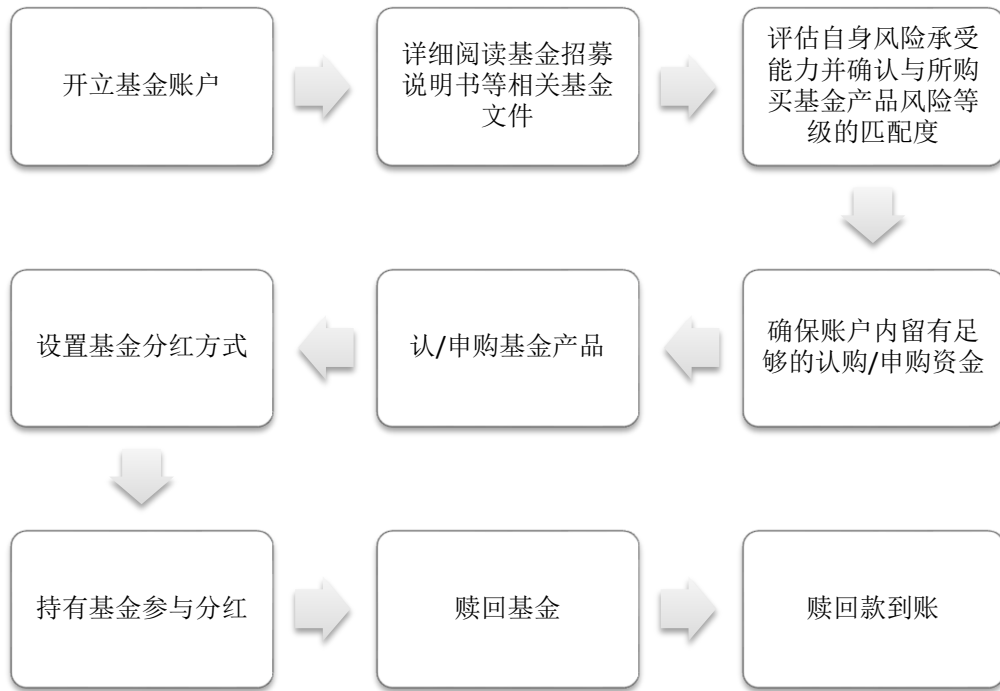 开立基金账户
详细阅读基金招募
说明书等相关基金
文件
评估自身风险承受
能力并确认与所购
买基金产品风险等
级的匹配度
确保账户内留有足
够的认购/申购资金
认/申购基金产品
设置基金分红方式
持有基金参与分红
赎回基金
赎回款到账